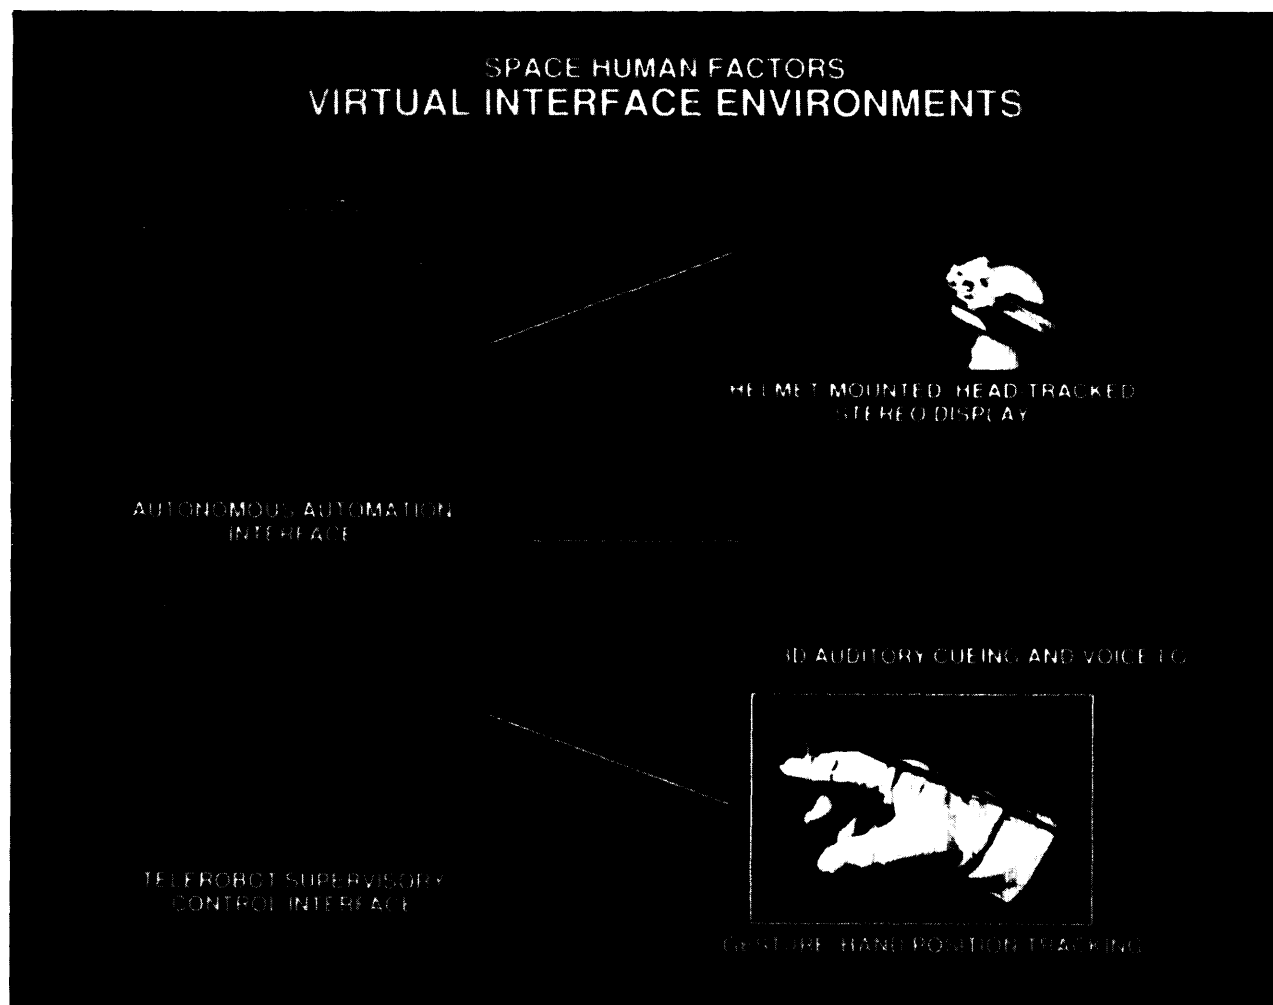 SPACE HUMAN FACTORS
VIRTUAL INTERFACE ENVIRONMENTS
HELMET MOUNTED, HEAD-TRACKED
STEREO DISPLAY
AUTONOMOUS AUTOMATION
INTERFACE
3D AUDITORY CUEING AND VOICE I/O
TELEROBOT SUPERVISORY
CONTROL INTERFACE
GESTURE, HAND POSITION TRACKING